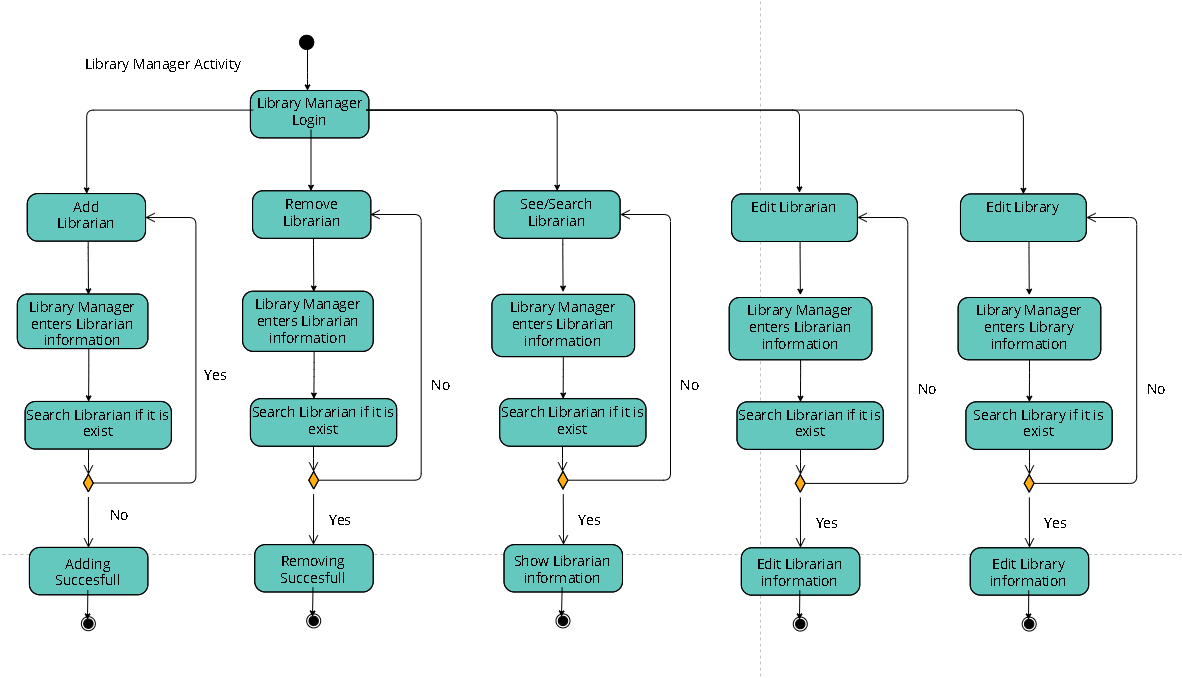 Library Manager Activity
Library Manager
Login
Add
Librarian
Remove
Librarian
See/Search
Librarian
Edit Librarian
Edit Library
Library Manager
enters Librarian
information
Library Manager
enters Librarian
information
Library Manager
enters Librarian
information
Library Manager
enters Librarian
information
Library Manager
enters Library
information
Yes
No
No
No
No
Search Librarian if it is
exist
Search Librarian if it is
exist
Search Librarian if it is
exist
Search Librarian if it is
exist
Search Library if it is
exist
No
Yes
Yes
Yes
Yes
Adding
Succesfull
Removing
Succesfull
Show Librarian
information
Edit Librarian
information
Edit Library
information